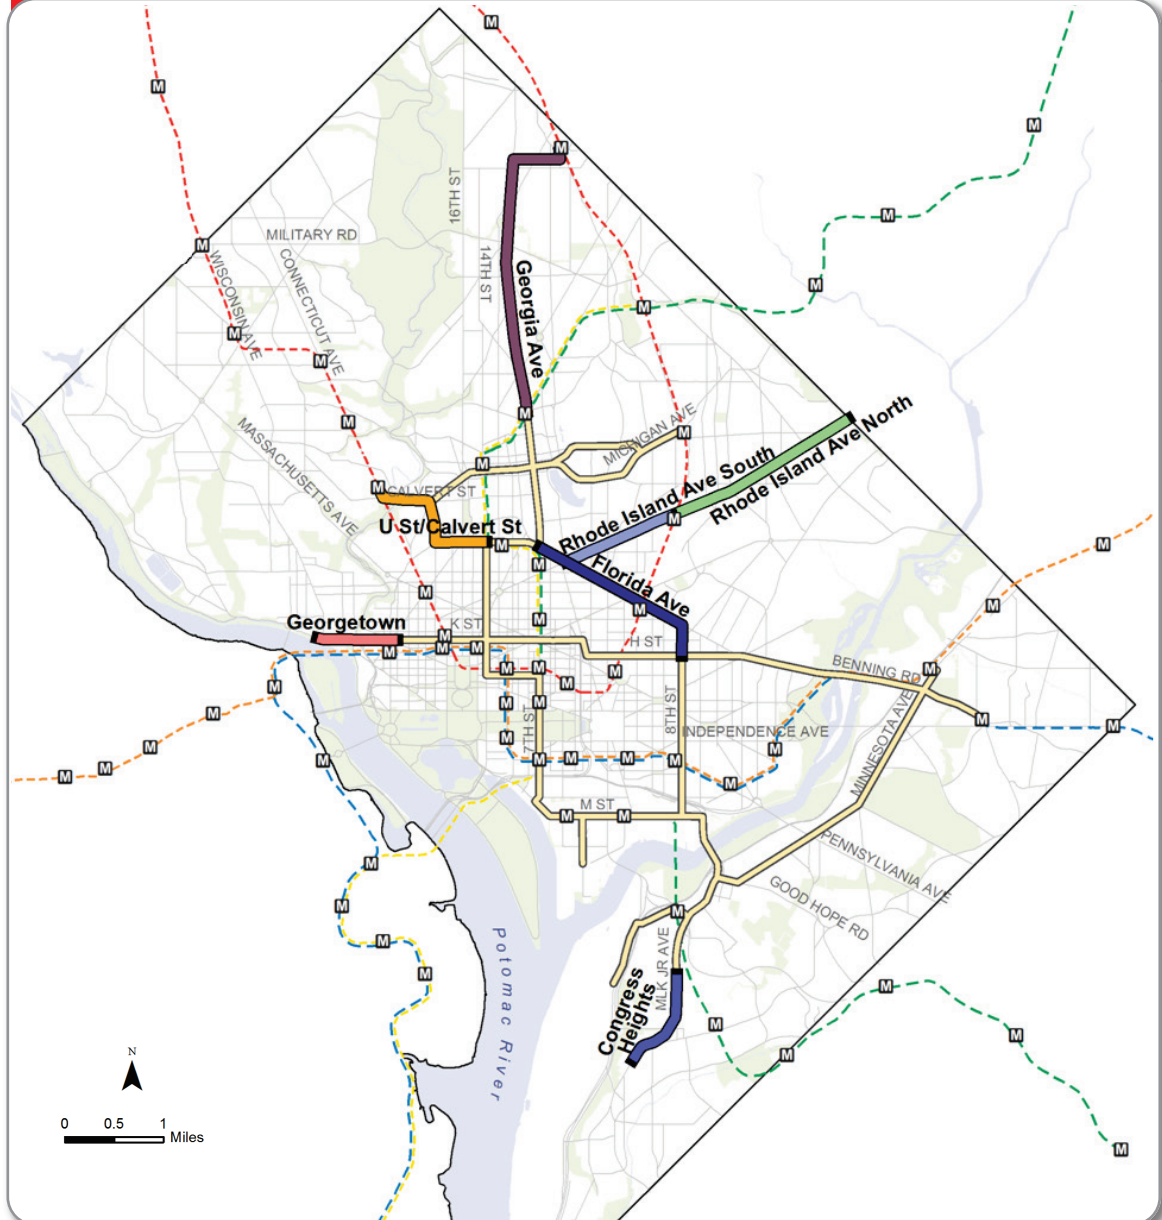 M
M
M
M
16TH ST
MILITARY RD
M
M
M
14TH ST
WISCONSIN AVE
CONNECTICUT AVE
Georgia Ave
M
M
M
M
M
M
MICHIGAN AVE
M
Rhode Island Ave North
MASSACHUSETTS AVE
M
M
CALVERT ST
Rhode Island Ave South
M
U St/Calvert St
M
M
M
Florida Ave
M
M
M
M
Georgetown
K ST
M
H ST
M
M
M
M
M
M
M
BENNING RD
M
M
M
M
M
M
7TH ST
8TH ST
M
M
INDEPENDENCE AVE
M
M
M
M
M
M
M
M
M
M
M
M
MINNESOTA AVE
M ST
M
M
PENNSYLVANIA AVE
M
GOOD HOPE RD
M
M
MLK JR AVE
Potomac River
M
M
Congress
Heights
M
M
M
M
N
0 0.5 1
Miles
M